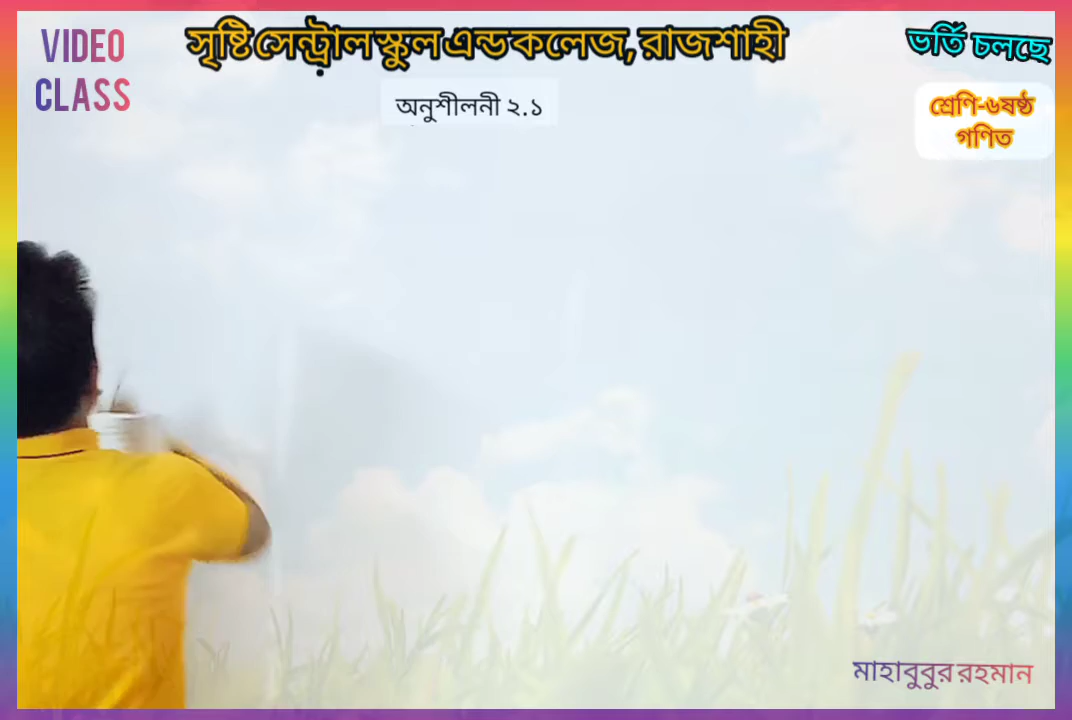 VIDEO
CLASS
সৃষ্টি সেন্ট্রাল স্কুল এন্ড কলেজ, রাজশাহী
ভর্তি চলছে
অনুশীলনী ২.১
শ্রেণি-৬ষষ্ঠ
গণিত
মাহাবুবুর রহমান